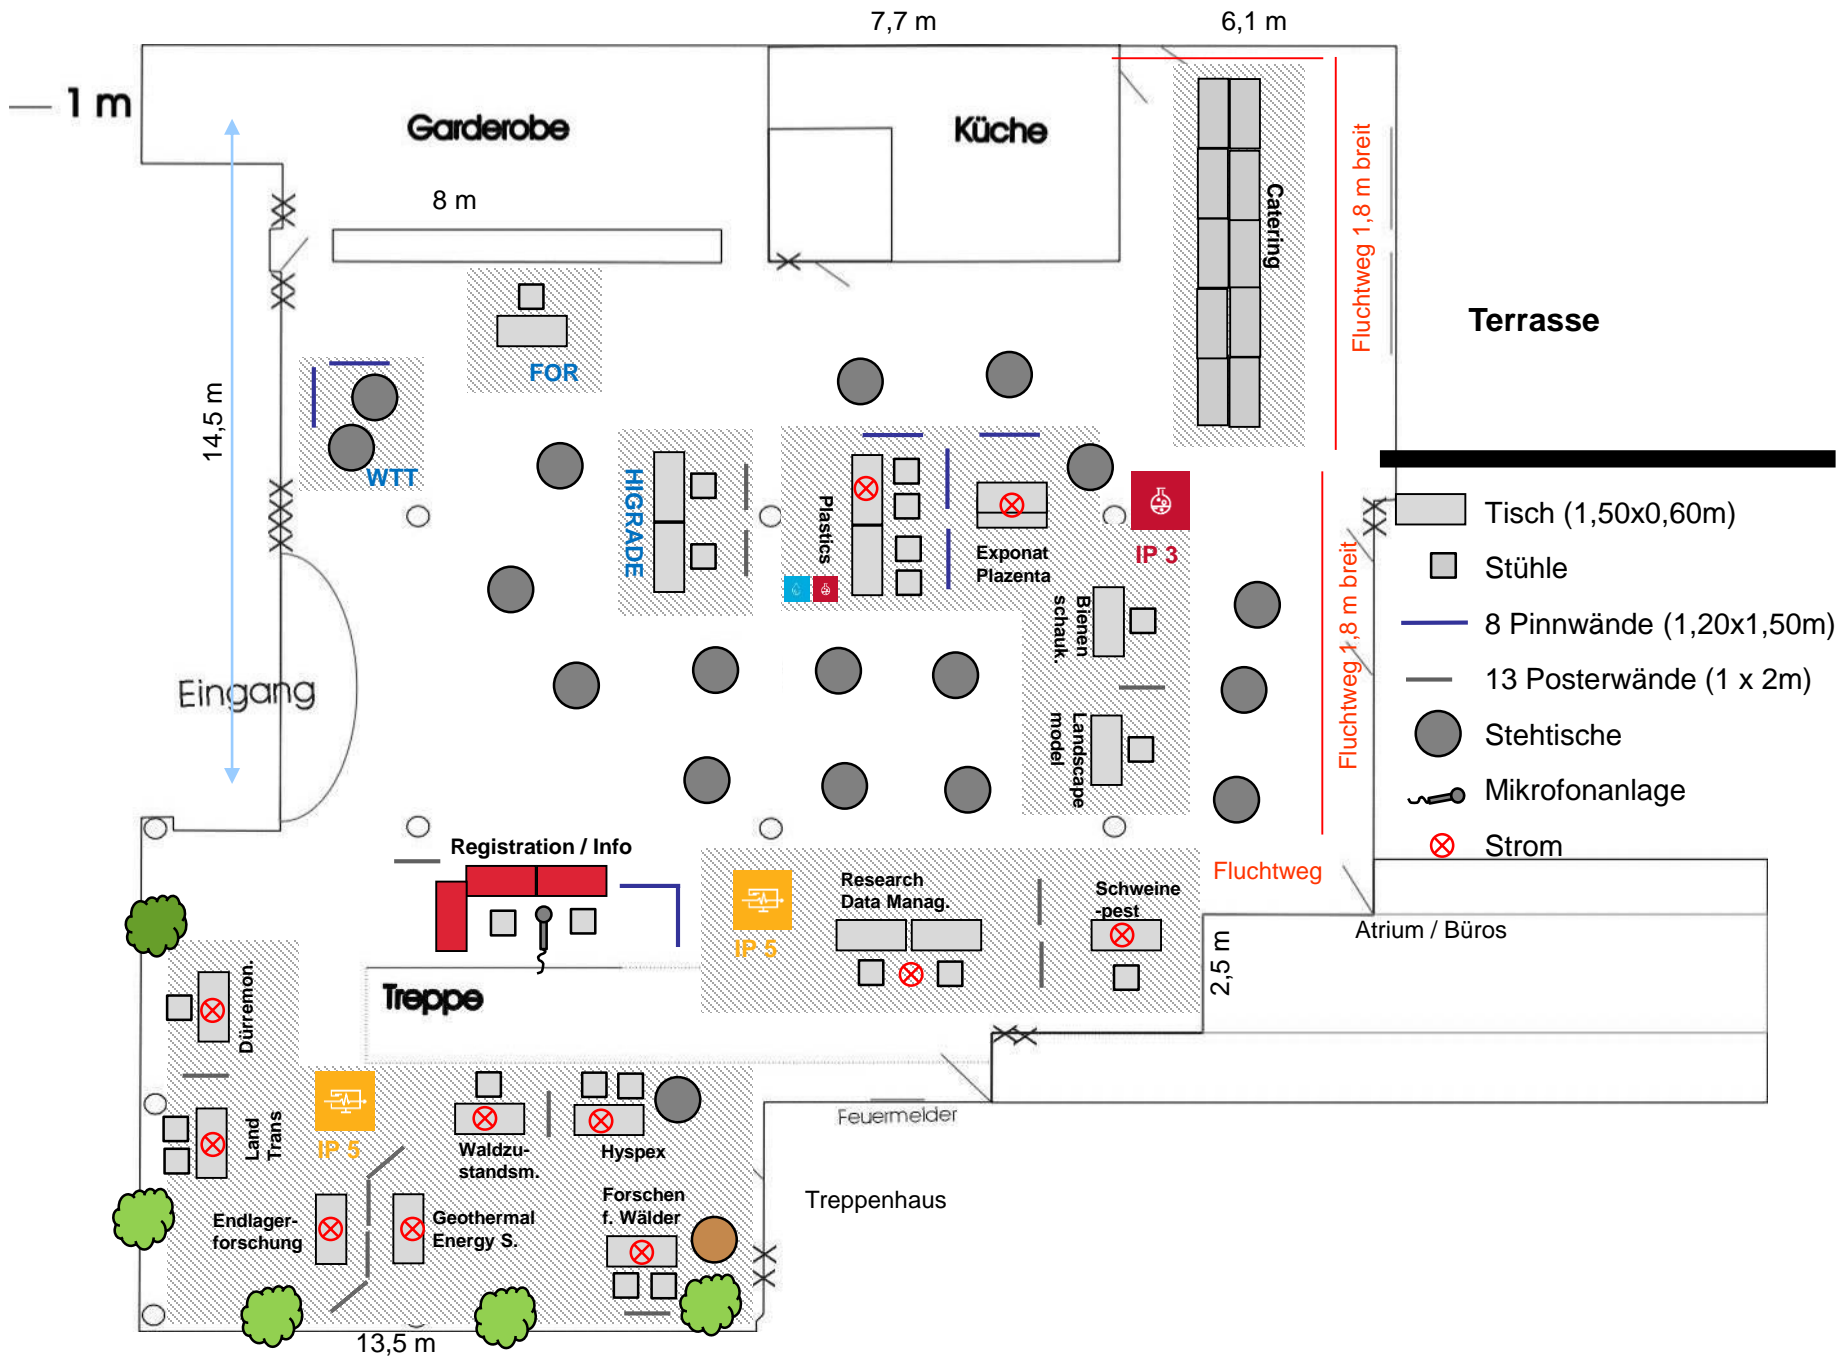 7,7 m
6,1 m
1 m
Garderobe
Küche
8 m
14,5 m
Catering
Fluchtweg 1,8 m breit
Terrasse
FOR
WTT
HIGRADE
Plastics
Exponat
Plazenta
IP 3
Bienen
schauk.
Landscape
model
Fluchtweg 1,8 m breit
Tisch (1,50x0,60m)
Stühle
8 Pinnwände (1,20x1,50m)
13 Posterwände (1 x 2m)
Stehtische
Mikrofonanlage
Strom
Eingang
Registration / Info
IP 5
Research
Data Manag.
Schweine
-pest
Fluchtweg
Atrium / Büros
2,5 m
Treppe
Dürremon.
Land
Trans
IP 5
Waldzu-
standsm.
Hyspex
Feuermelder
Endlager-
forschung
Geothermal
Energy S.
Forschen
f. Wälder
Treppenhaus
13,5 m